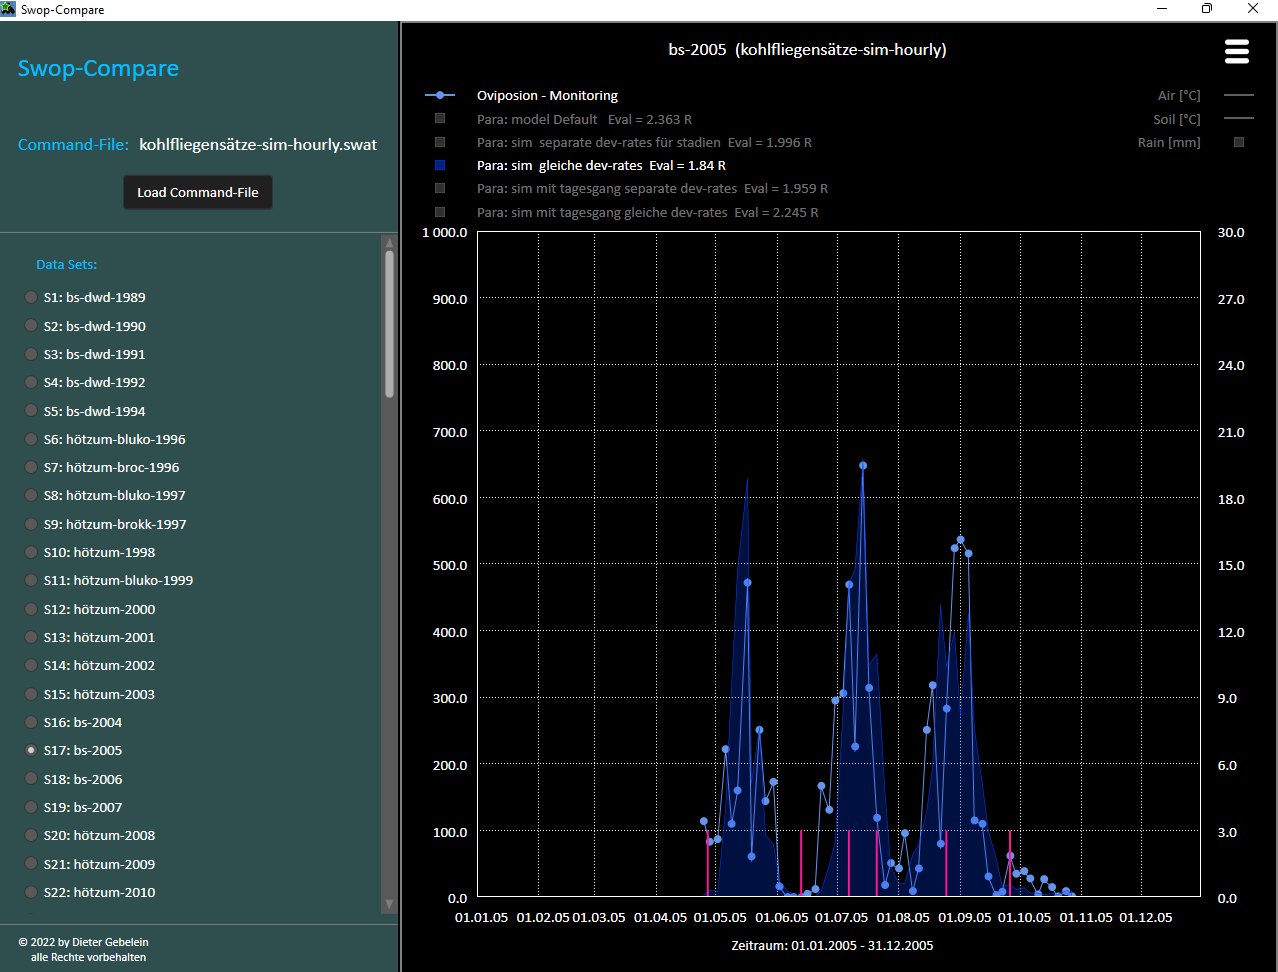 Swop-Compare
Swop-Compare
Command-File: kohlfliegensätze-sim-hourly.swat
Load Command-File
Data Sets:
S1: bs-dwd-1989
S2: bs-dwd-1990
S3: bs-dwd-1991
S4: bs-dwd-1992
S5: bs-dwd-1994
S6: hötzum-bluko-1996
S7: hötzum-broc-1996
S8: hötzum-bluko-1997
S9: hötzum-brokk-1997
S10: hötzum-1998
S11: hötzum-bluko-1999
S12: hötzum-2000
S13: hötzum-2001
S14: hötzum-2002
S15: hötzum-2003
S16: bs-2004
S17: bs-2005
S18: bs-2006
S19: bs-2007
S20: hötzum-2008
S21: hötzum-2009
S22: hötzum-2010
© 2022 by Dieter Gebelein
alle Rechte vorbehalten
bs-2005 (kohlfliegensätze-sim-hourly)
Oviposion - Monitoring
Para: model Default Eval = 2.363 R
Para: sim separate dev-rates für stadien Eval = 1.996 R
Para: sim gleiche dev-rates Eval = 1.84 R
Para: sim mit tagesgang separate dev-rates Eval = 1.959 R
Para: sim mit tagesgang gleiche dev-rates Eval = 2.245 R
Air [°C]
Soil [°C]
Rain [mm]
1 000.0 30.0
900.0 27.0
800.0 24.0
700.0 21.0
600.0 18.0
500.0 15.0
400.0 12.0
300.0 9.0
200.0 6.0
100.0 3.0
0.0 0.0
01.01.05 01.02.05 01.03.05 01.04.05 01.05.05 01.06.05 01.07.05 01.08.05 01.09.05 01.10.05 01.11.05 01.12.05
Zeitraum: 01.01.2005 - 31.12.2005